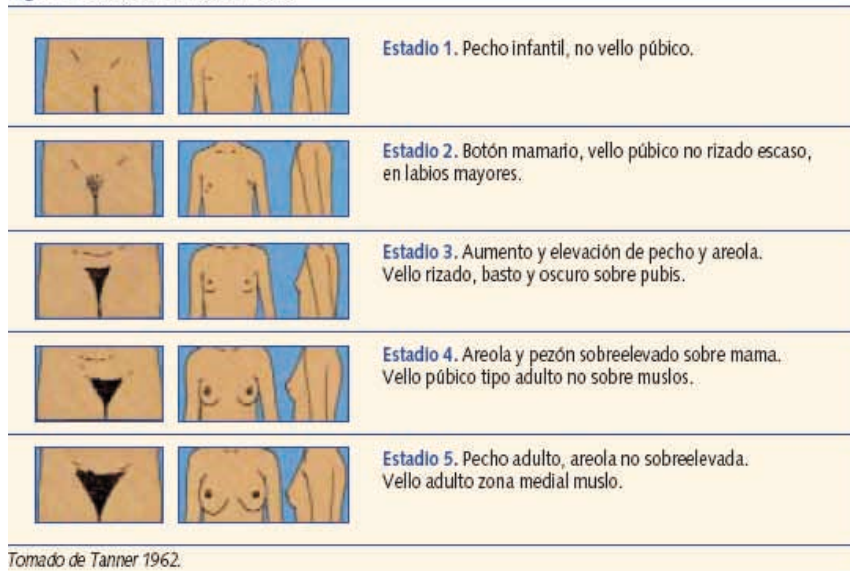 Estadio 1. Pecho infantil, no vello púbico.
Estadio 2. Botón mamario, vello púbico no rizado escaso,
en labios mayores.
Estadio 3. Aumento y elevación de pecho y areola.
Vello rizado, basto y oscuro sobre pubis.
Estadio 4. Areola y pezón sobreelevado sobre mama.
Vello púbico tipo adulto no sobre muslos.
Estadio 5. Pecho adulto, areola no sobreelevada.
Vello adulto zona medial muslo.
Tomado de Tanner 1962.